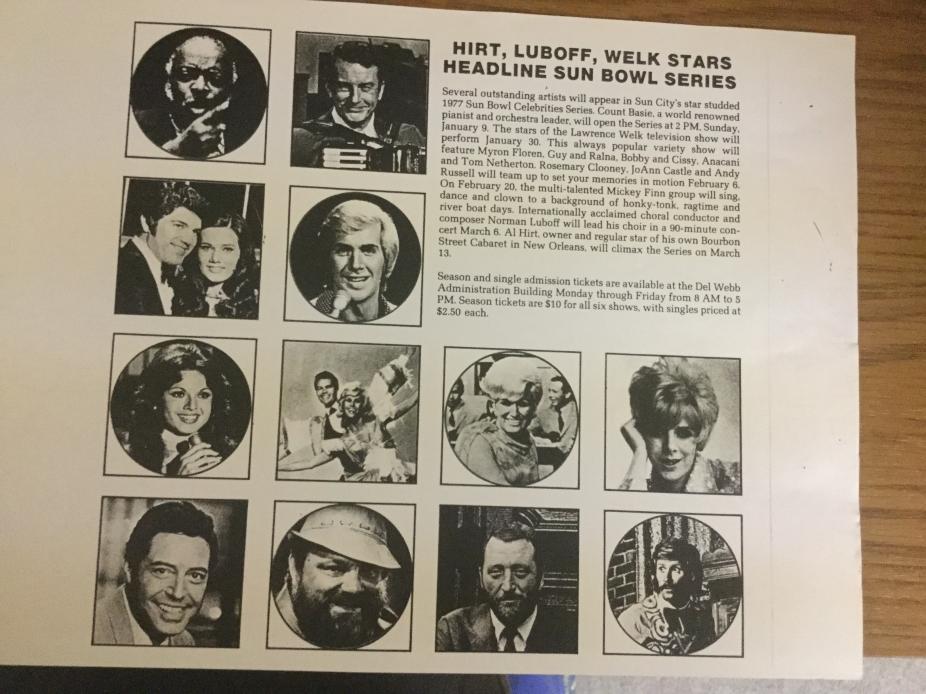 HIRT, LUBOFF, WELK STARS
HEADLINE SUN BOWL SERIES
Several outstanding artists will appear in Sun City's star studded
1977 Sun Bowl Celebrities Series. Count Basie, a world renowned
pianist and orchestra leader, will open the Series at 2 PM, Sunday,
January 9. The stars of the Lawrence Welk television show will
perform January 30. This always popular variety show will
feature Myron Floren, Guy and Ralna, Bobby and Cissy, Anacani
and Tom Netherton. Rosemary Clooney, JoAnn Castle and Andy
Russell will team up to set your memories in motion February 6.
On February 20, the multi-talented Mickey Finn group will sing,
dance and clown to a background of honky-tonk, ragtime and
river boat days. Internationally acclaimed choral conductor and
composer Norman Luboff will lead his choir in a 90-minute con-
cert March 6. Al Hirt, owner and regular star of his own Bourbon
Street Cabaret in New Orleans, will climax the Series on March
13.
Season and single admission tickets are available at the Del Webb
Administration Building Monday through Friday from 8 AM to 5
PM. Season tickets are $10 for all six shows, with singles priced at
$2.50 each.